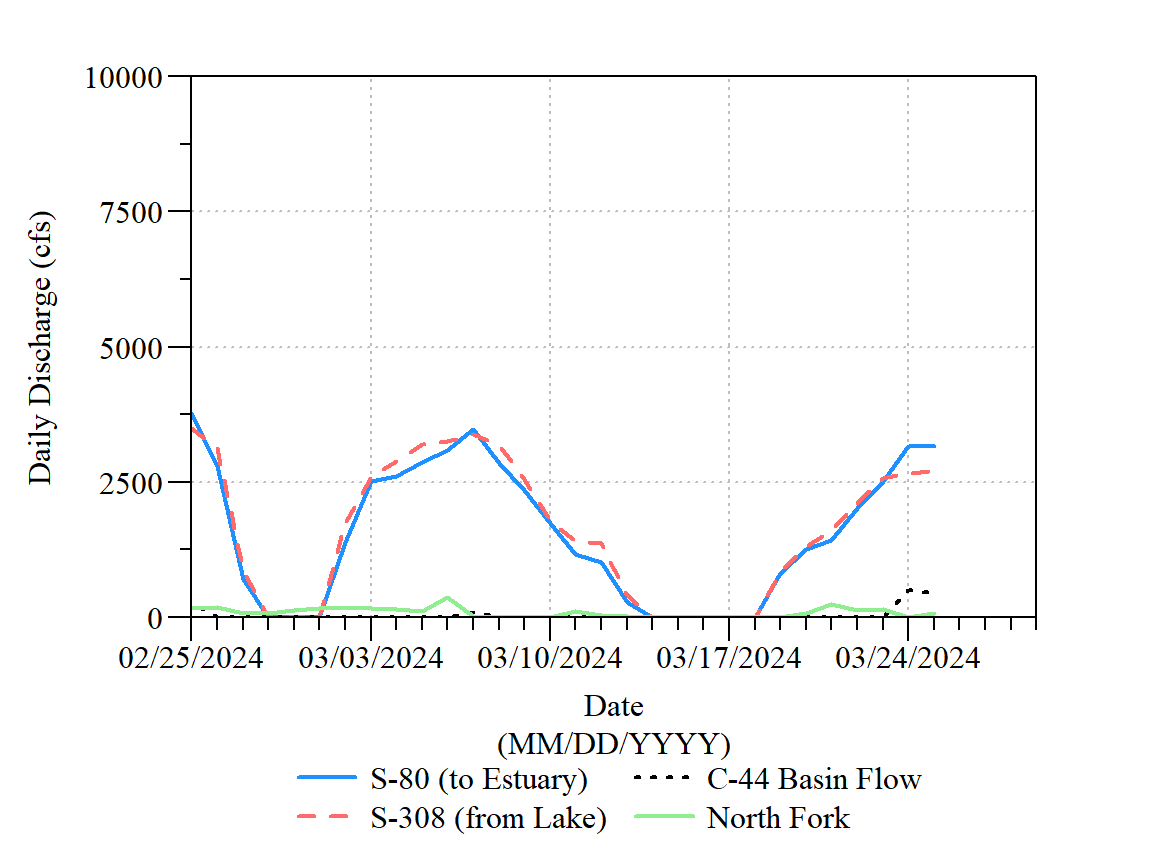 10000
7500
5000
2500
0
Daily Discharge (cfs)
02/25/2024 03/03/2024 03/10/2024 03/17/2024 03/24/2024
Date
(MM/DD/YYYY)
S-80 (to Estuary) C-44 Basin Flow
S-308 (from Lake) North Fork